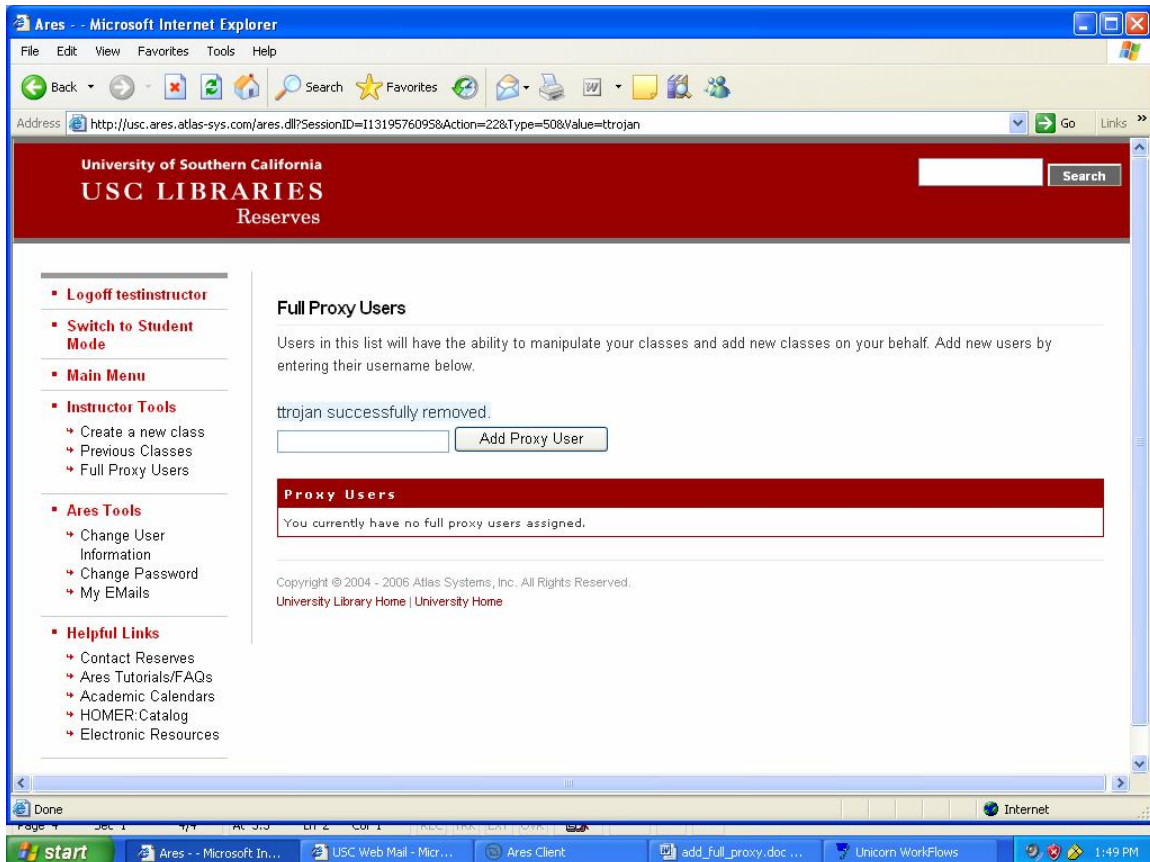 Ares - - Microsoft Internet Explorer
File Edit View Favorites Tools Help
Back Search Favorites
Address http://usc.ares.atlas-sys.com/ares.dll?SessionID=I131957609S&Action=22&Type=50&Value=ttrojan Go Links »
University of Southern California
USC LIBRARIES
Reserves
Search
Logoff testinstructor
Switch to Student
Mode
Main Menu
Instructor Tools
Create a new class
Previous Classes
Full Proxy Users
Ares Tools
Change User
Information
Change Password
My EMails
Helpful Links
Contact Reserves
Ares Tutorials/FAQs
Academic Calendars
HOMER:Catalog
Electronic Resources
Full Proxy Users
Users in this list will have the ability to manipulate your classes and add new classes on your behalf. Add new users by
entering their username below.
ttrojan successfully removed.
Add Proxy User
Proxy Users
You currently have no full proxy users assigned.
Copyright © 2004 - 2006 Atlas Systems, Inc. All Rights Reserved.
University Library Home | University Home
Done Internet
start Ares - - Microsoft In... USC Web Mail - Micr... Ares Client add_full_proxy.doc ... Unicorn WorkFlows 1:49 PM